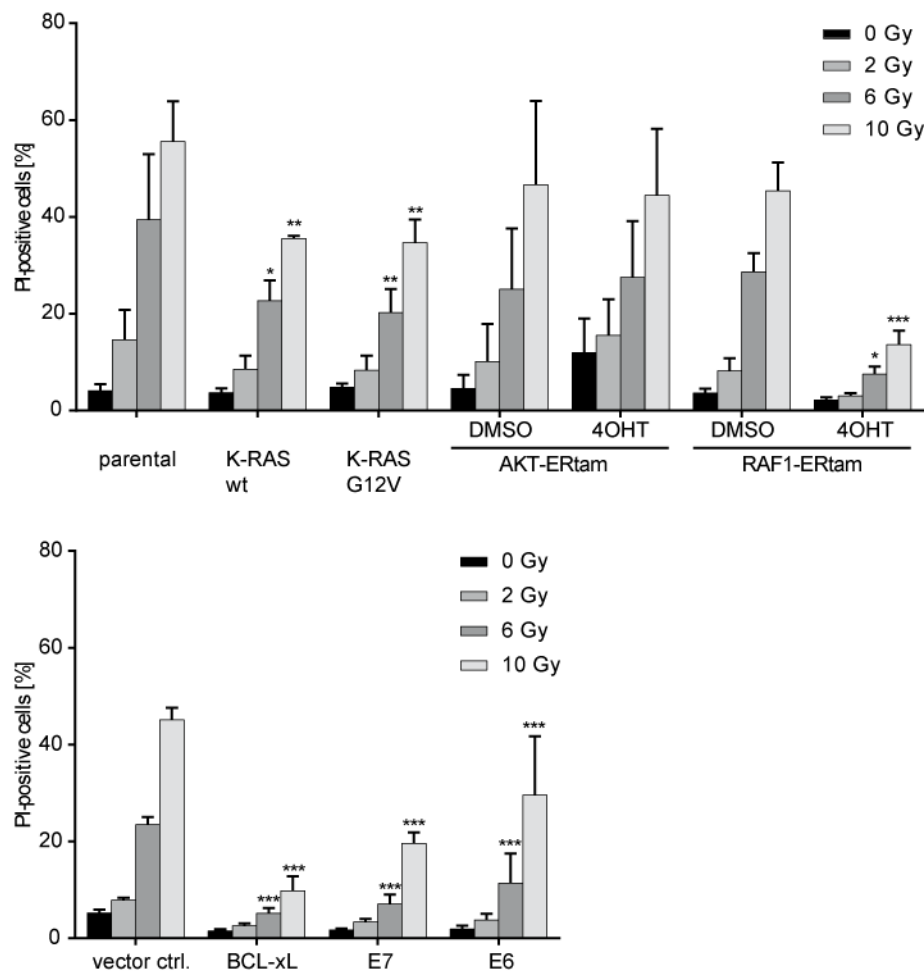 80
60
40
20
0
PI-positive cells [%]
0 Gy
2 Gy
6 Gy
10 Gy
* **
** **
* ***
parental
K-RAS
wt
K-RAS
G12V
DMSO 4OHT
AKT-ERtam
DMSO 4OHT
RAF1-ERtam
80
60
40
20
0
PI-positive cells [%]
0 Gy
2 Gy
6 Gy
10 Gy
*** ***
*** ***
*** ***
vector ctrl. BCL-xL E7 E6